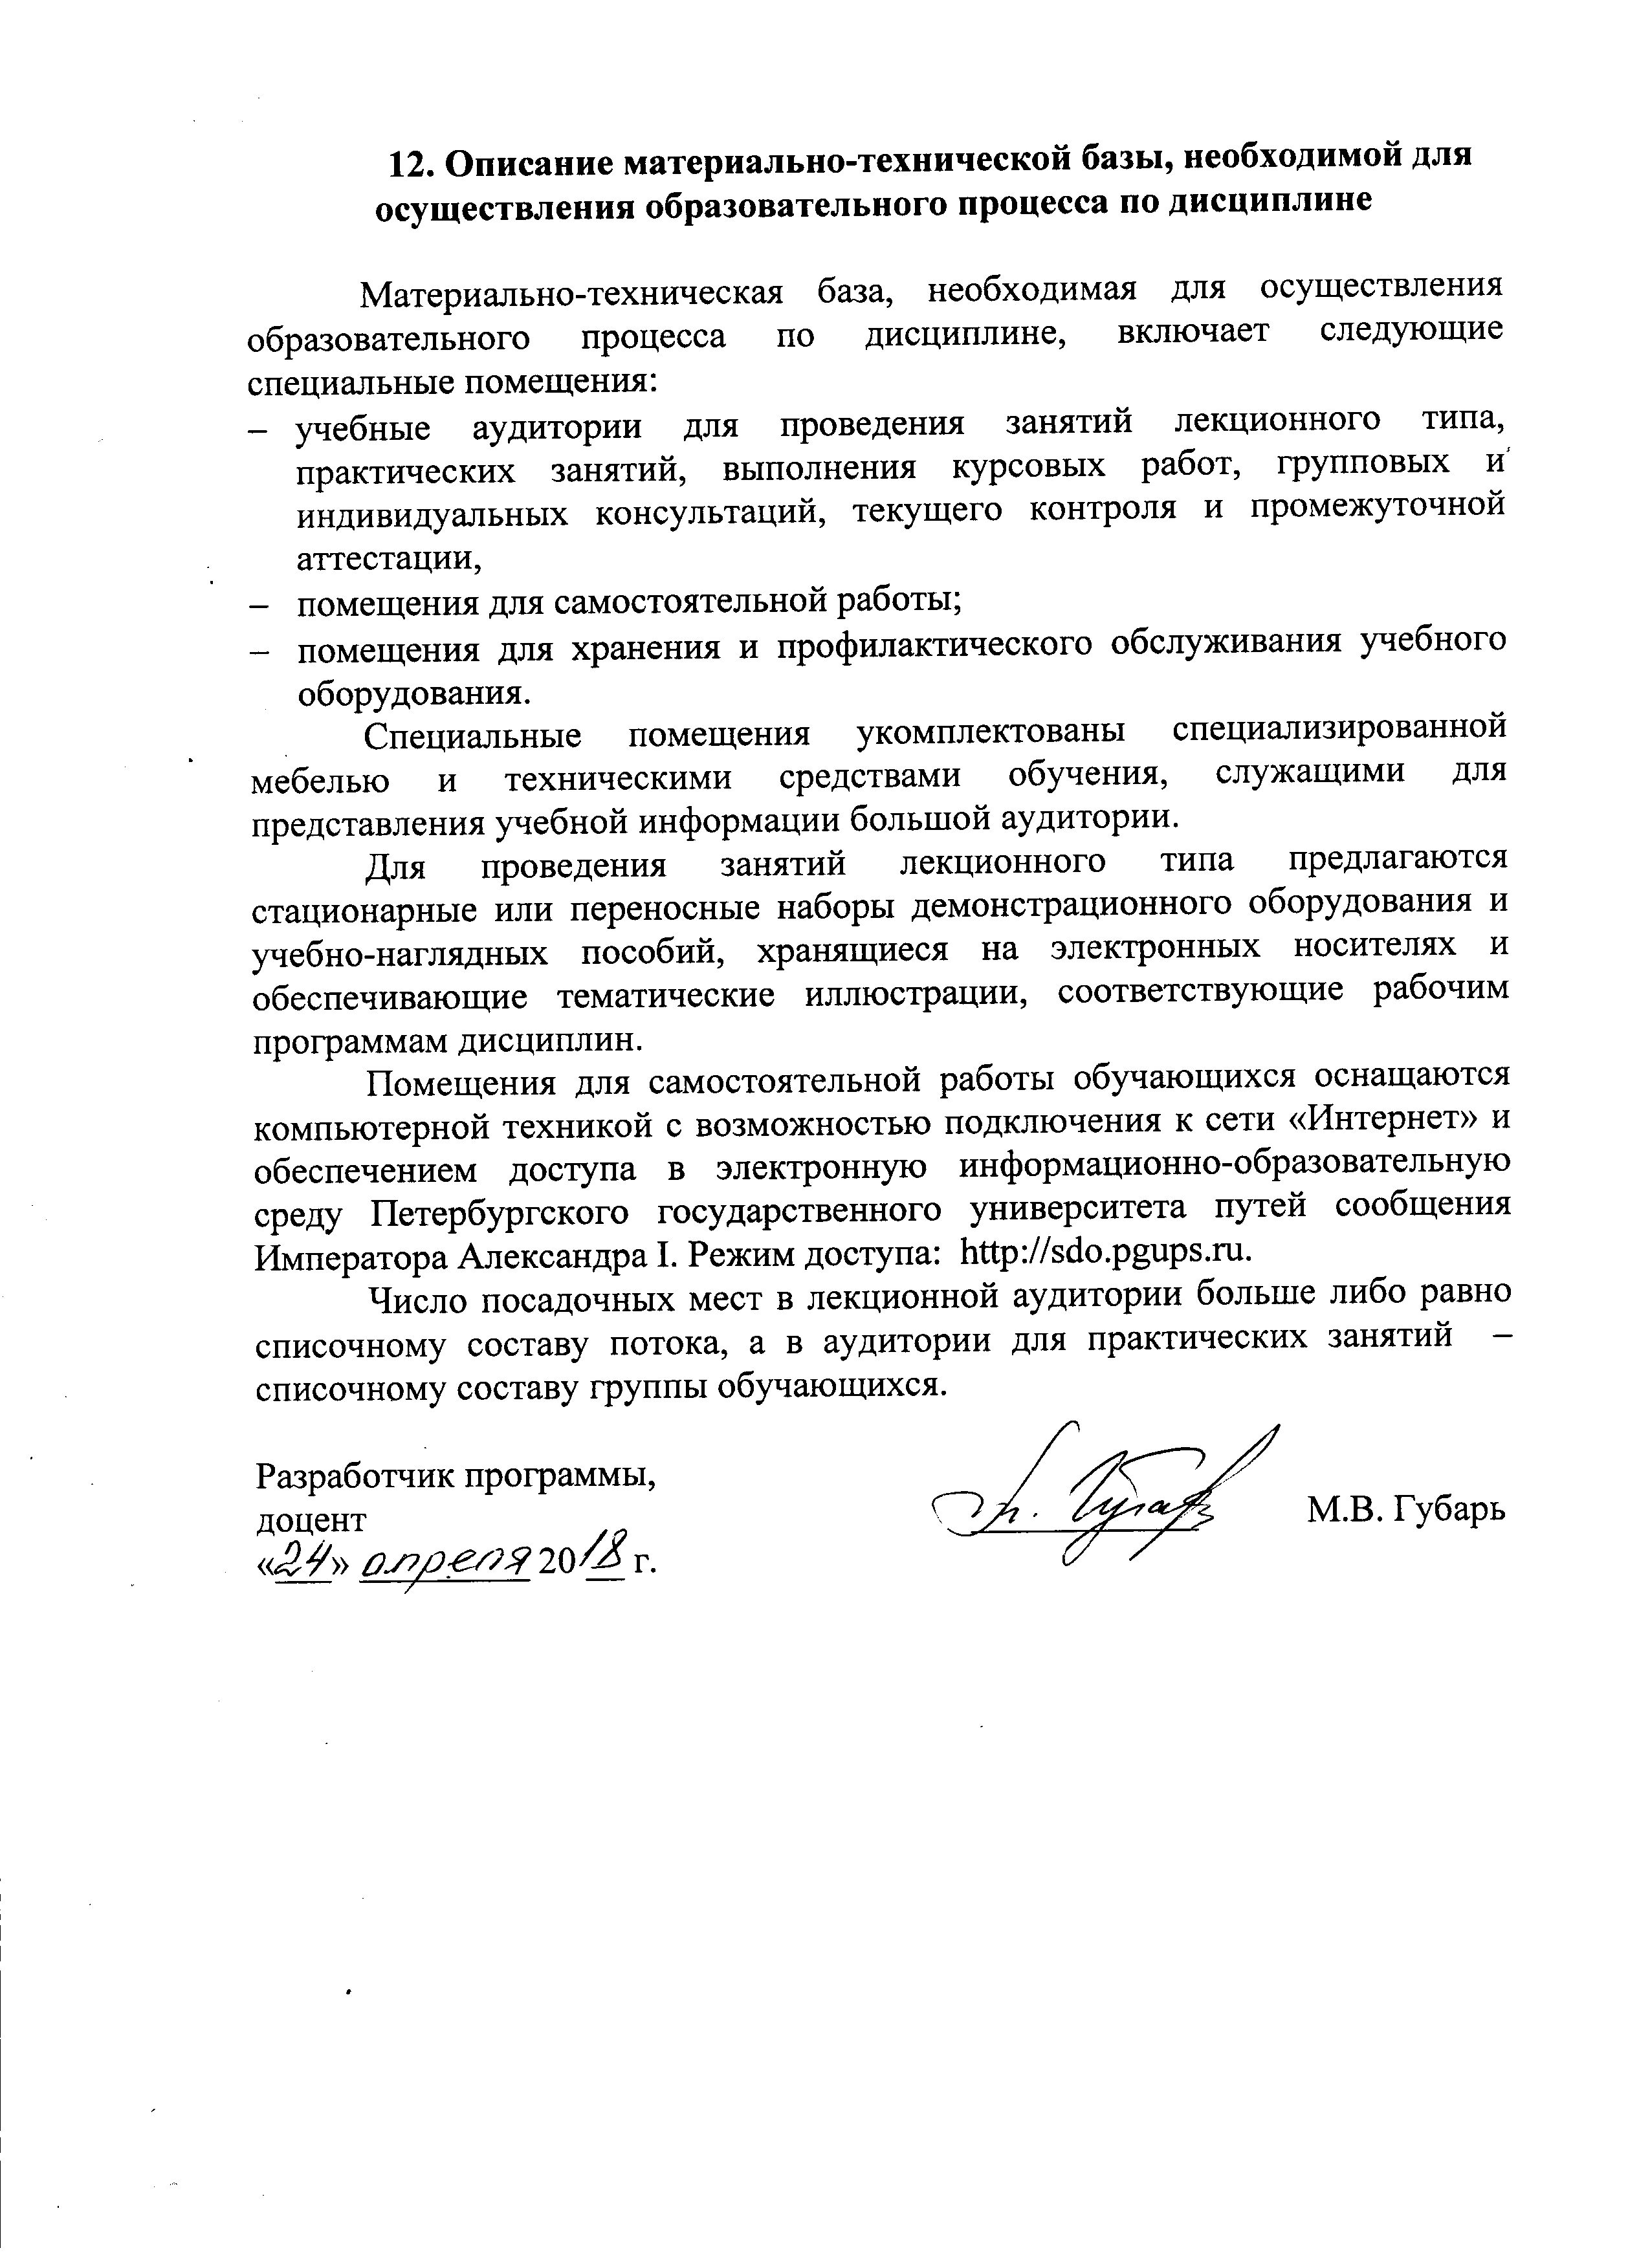 12. Описание материально-технической базы, необходимой для
осуществления образовательного процесса по дисциплине
Материально-техническая база, необходимая для осуществления
образовательного процесса по дисциплине, включает следующие
специальные помещения:
– учебные аудитории для проведения занятий лекционного типа,
практических занятий, выполнения курсовых работ, групповых и
индивидуальных консультаций, текущего контроля и промежуточной
аттестации,
– помещения для самостоятельной работы;
– помещения для хранения и профилактического обслуживания учебного
оборудования.
Специальные помещения укомплектованы специализированной
мебелью и техническими средствами обучения, служащими для
представления учебной информации большой аудитории.
Для проведения занятий лекционного типа предлагаются
стационарные или переносные наборы демонстрационного оборудования и
учебно-наглядных пособий, хранящиеся на электронных носителях и
обеспечивающие тематические иллюстрации, соответствующие рабочим
программам дисциплин.
Помещения для самостоятельной работы обучающихся оснащаются
компьютерной техникой с возможностью подключения к сети «Интернет» и
обеспечением доступа в электронную информационно-образовательную
среду Петербургского государственного университета путей сообщения
Императора Александра I. Режим доступа: http://sdo.pgups.ru.
Число посадочных мест в лекционной аудитории больше либо равно
списочному составу потока, а в аудитории для практических занятий –
списочному составу группы обучающихся.
Разработчик программы,
доцент М.В. Губарь
«24» апреля 2018 г.